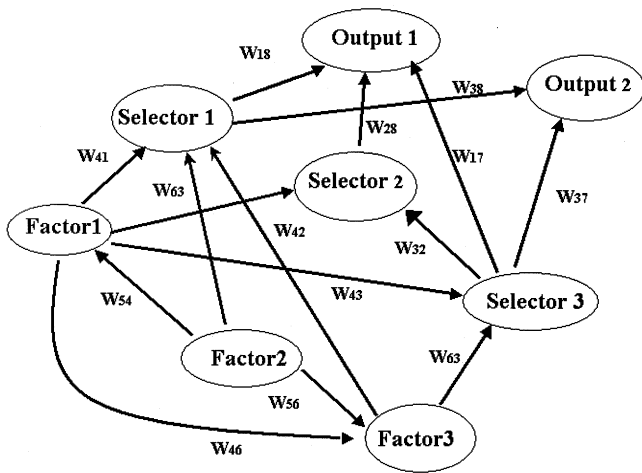 Output 1
W18
Output 2
W38
Selector 1
W28
W41
W17
Selector 2
W63
W37
Factor1
W42
W32
W43
Selector 3
W54
Factor2
W63
W56
Factor3
W46